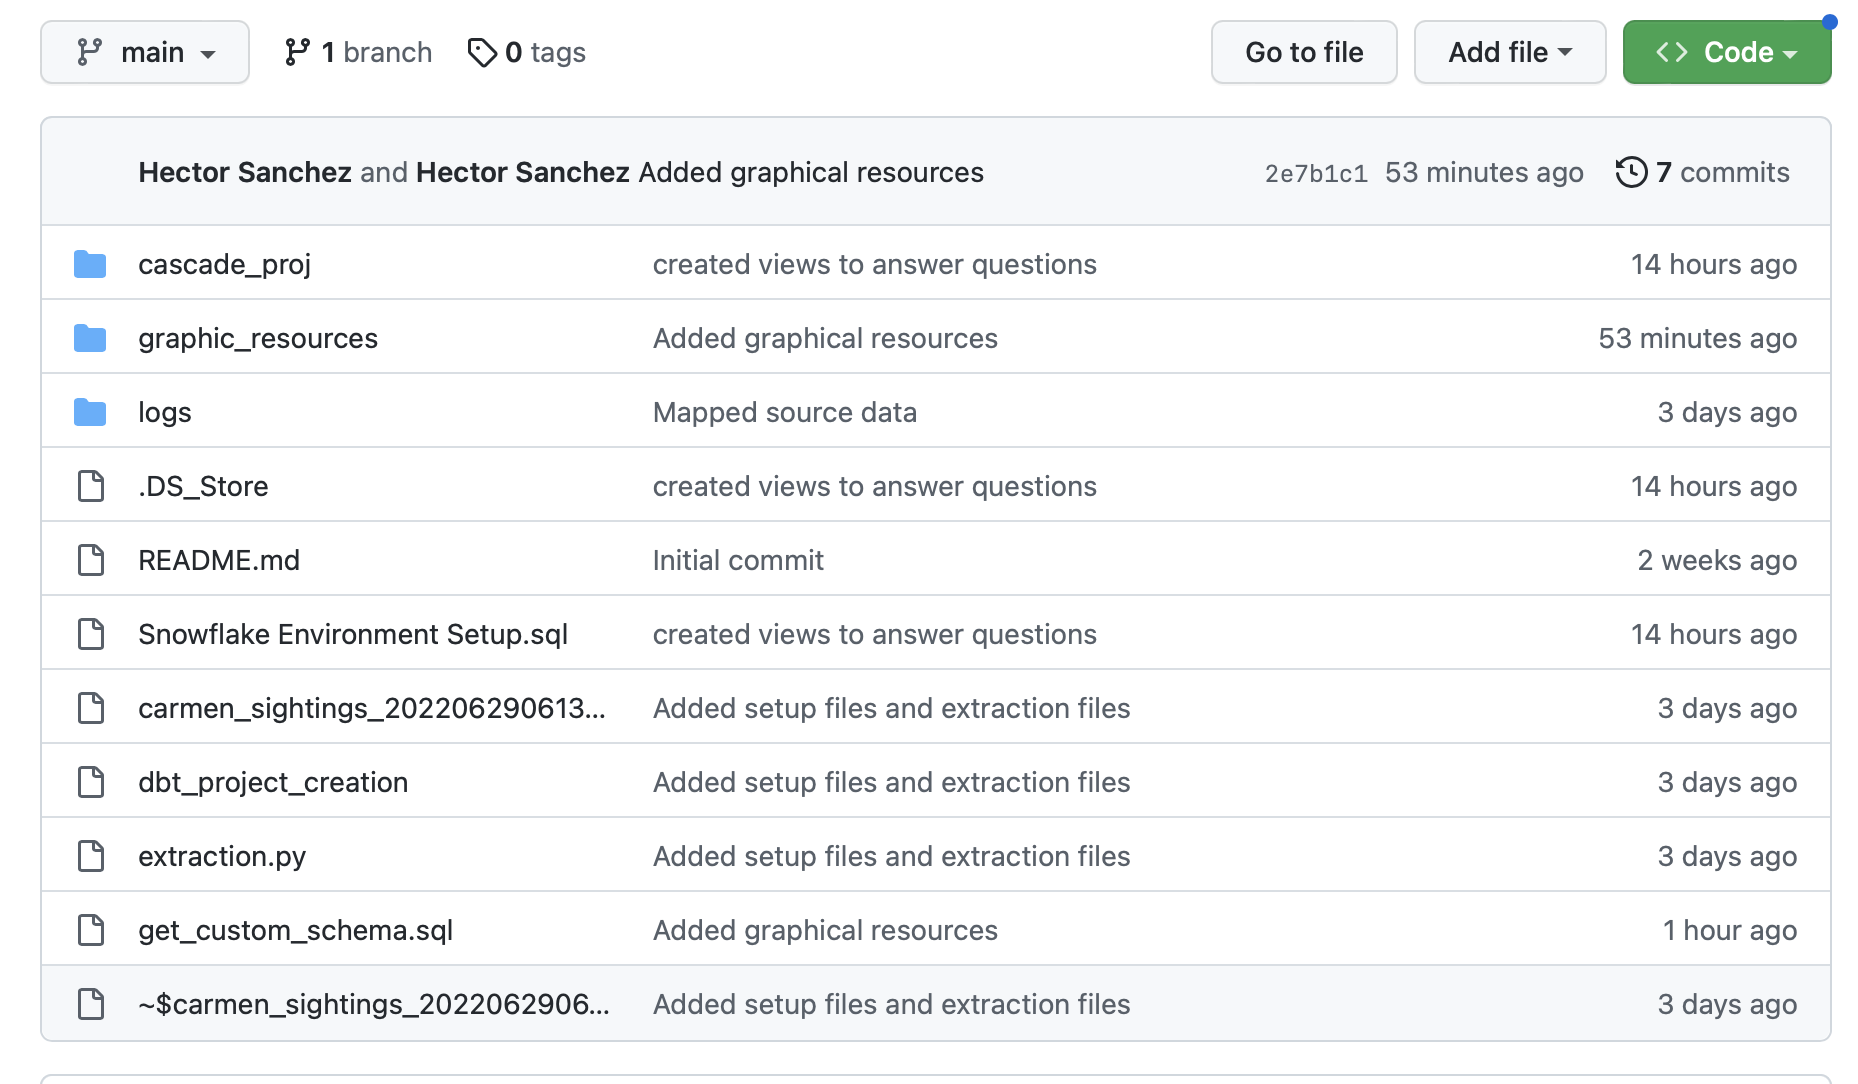 main 1 branch 0 tags Go to file Add file Code
Hector Sanchez and Hector Sanchez Added graphical resources 2e7b1c1 53 minutes ago 7 commits
cascade_proj created views to answer questions 14 hours ago
graphic_resources Added graphical resources 53 minutes ago
logs Mapped source data 3 days ago
.DS_Store created views to answer questions 14 hours ago
README.md Initial commit 2 weeks ago
Snowflake Environment Setup.sql created views to answer questions 14 hours ago
carmen_sightings_202206290613... Added setup files and extraction files 3 days ago
dbt_project_creation Added setup files and extraction files 3 days ago
extraction.py Added setup files and extraction files 3 days ago
get_custom_schema.sql Added graphical resources 1 hour ago
~$carmen_sightings_2022062906... Added setup files and extraction files 3 days ago